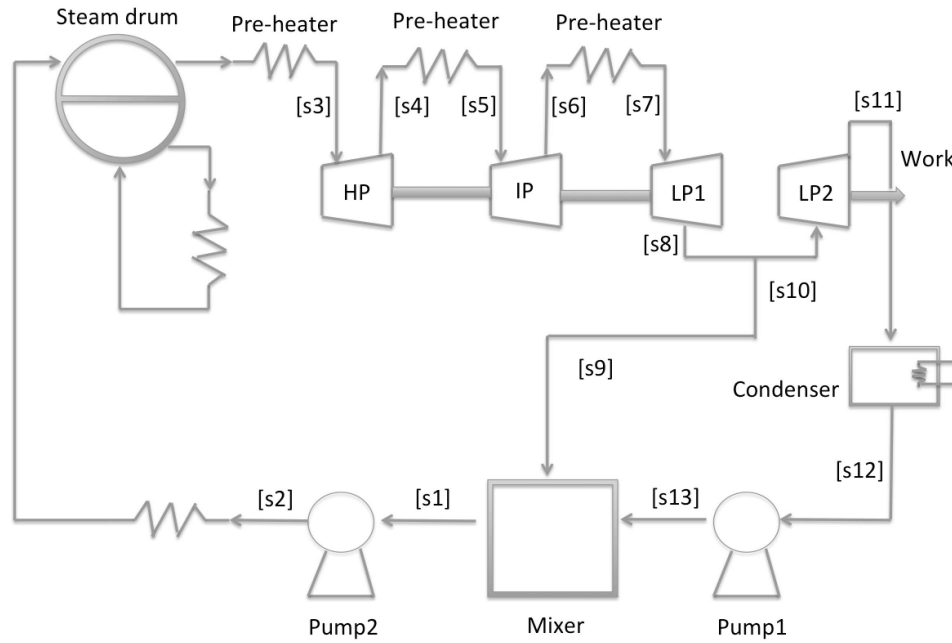 Steam drum
Pre-heater
Pre-heater
Pre-heater
[s3]
[s4]
[s5]
[s6]
[s7]
[s11]
Work
HP
IP
LP1
LP2
[s8]
[s10]
[s9]
Condenser
[s12]
[s2]
[s1]
[s13]
Pump2
Mixer
Pump1